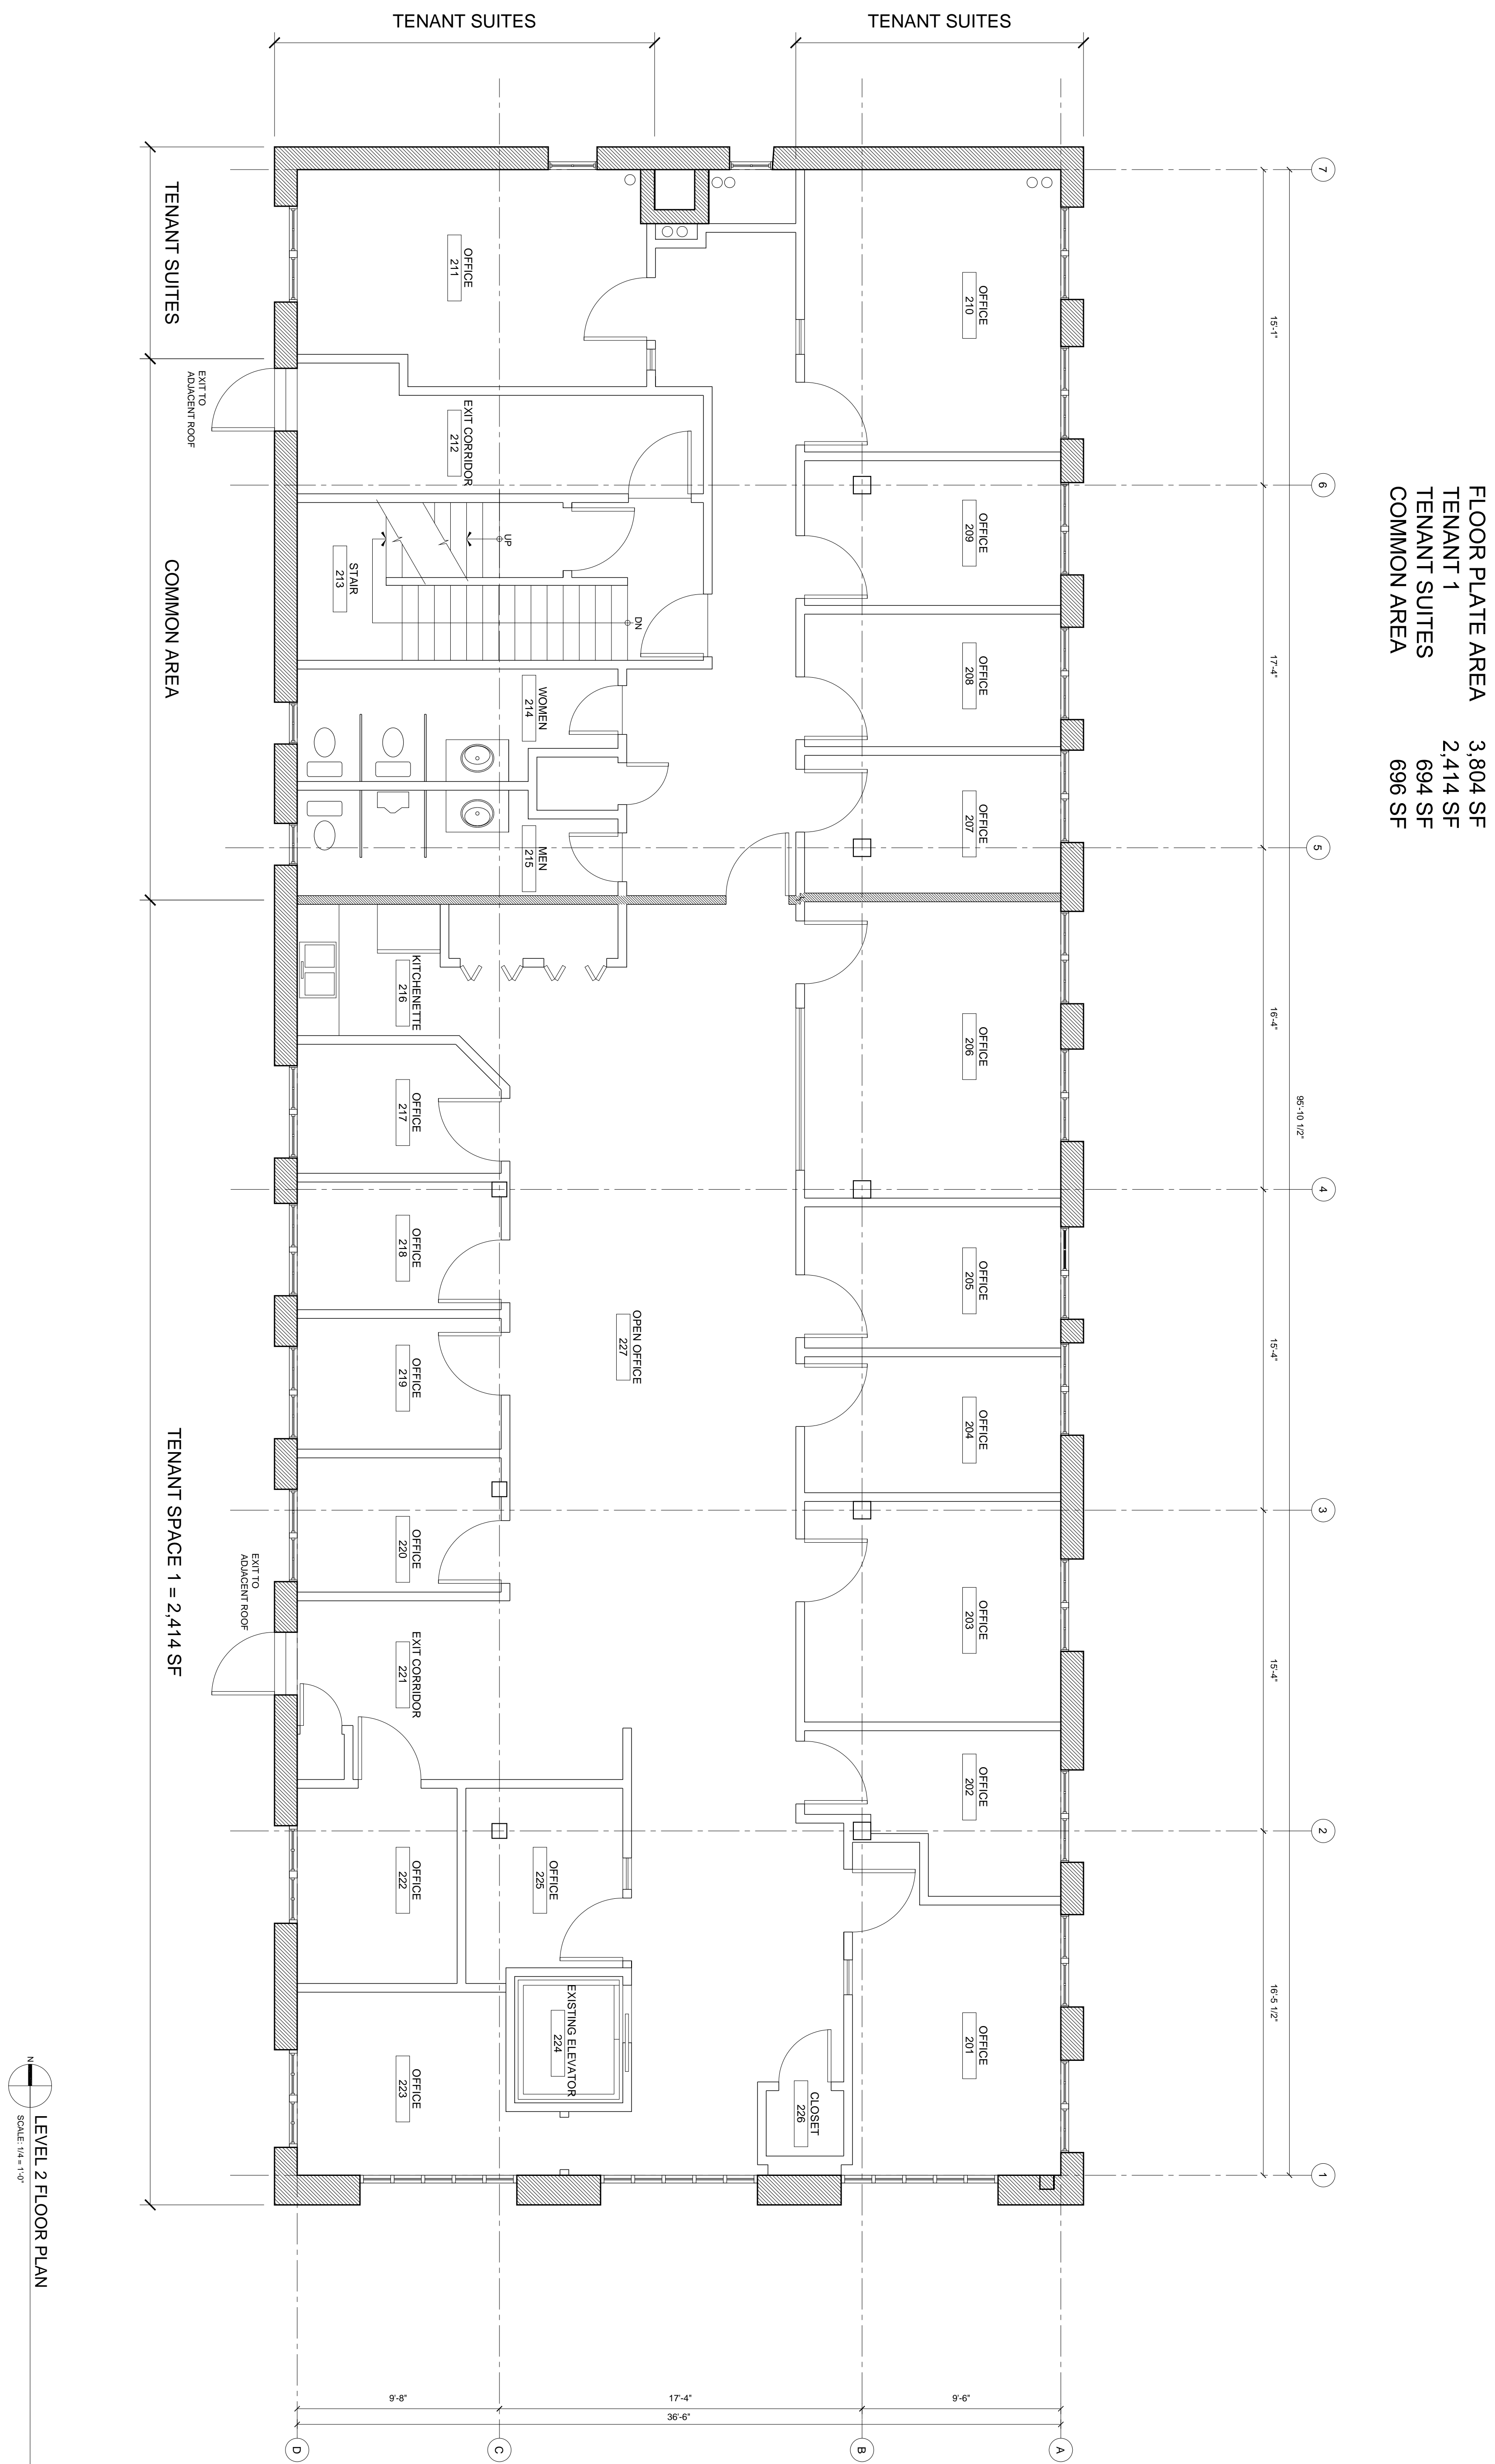 FLOOR PLATE AREA 3,804 SF
TENANT 1 2,414 SF
TENANT SUITES 694 SF
COMMON AREA 696 SF
TENANT SUITES
TENANT SUITES
7
6
5
4
3
2
1
15'-1"
17'-4"
16'-4"
15'-4"
15'-4"
16'-5 1/2"
95'-10 1/2"
OFFICE
210
OFFICE
209
OFFICE
208
OFFICE
207
OFFICE
206
OFFICE
205
OFFICE
204
OFFICE
203
OFFICE
202
OFFICE
201
CLOSET
226
OPEN OFFICE
227
OFFICE
211
EXIT CORRIDOR
212
UP
DN
STAIR
213
WOMEN
214
MEN
215
KITCHENETTE
216
OFFICE
217
OFFICE
218
OFFICE
219
OFFICE
220
EXIT CORRIDOR
221
OFFICE
222
OFFICE
225
EXISTING ELEVATOR
224
OFFICE
223
EXIT TO
ADJACENT ROOF
EXIT TO
ADJACENT ROOF
TENANT SUITES
COMMON AREA
TENANT SPACE 1 = 2,414 SF
9'-8"
17'-4"
9'-6"
36'-6"
D
C
B
A
N
LEVEL 2 FLOOR PLAN
SCALE: 1/4 = 1'-0"